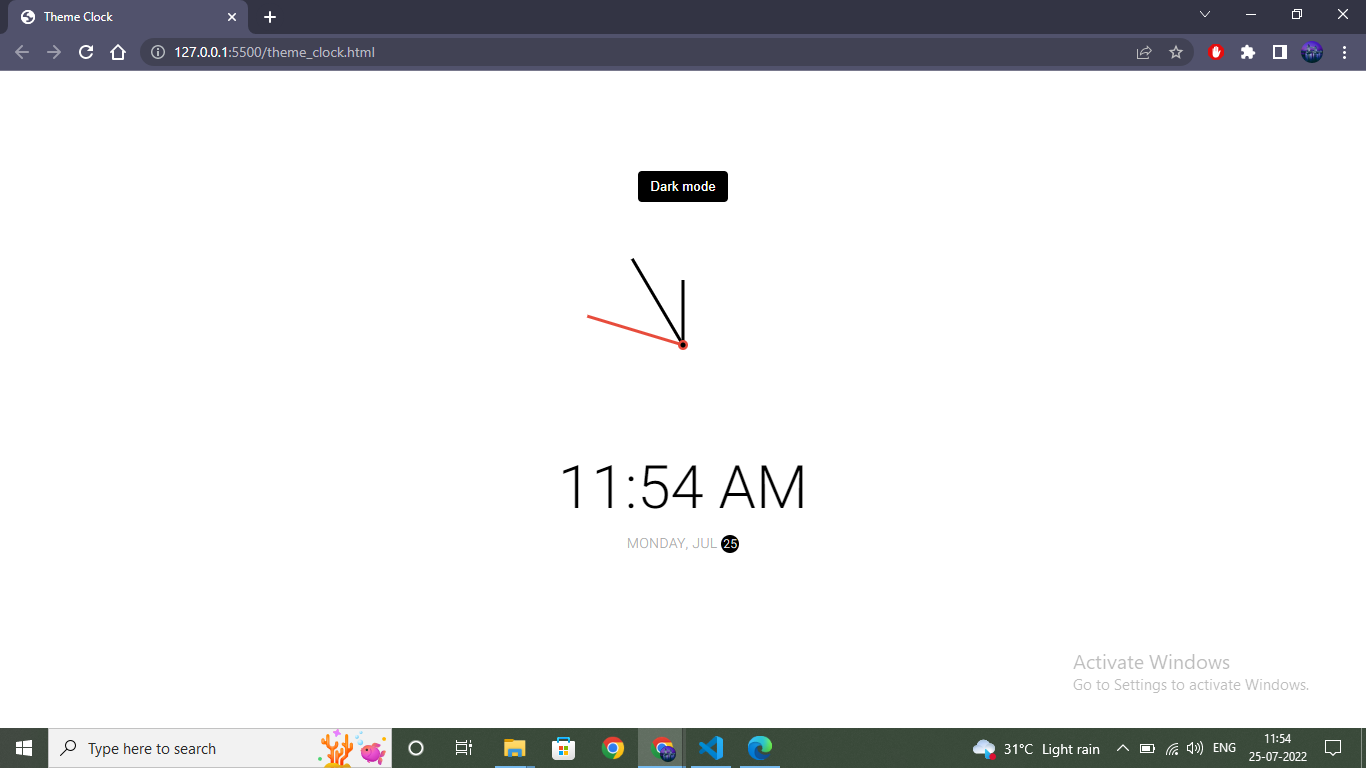 Theme Clock
127.0.0.1:5500/theme_clock.html
Dark mode
11:54 AM
MONDAY, JUL 25
Activate Windows
Go to Settings to activate Windows.
Type here to search
31°C Light rain
ENG
11:54
25-07-2022